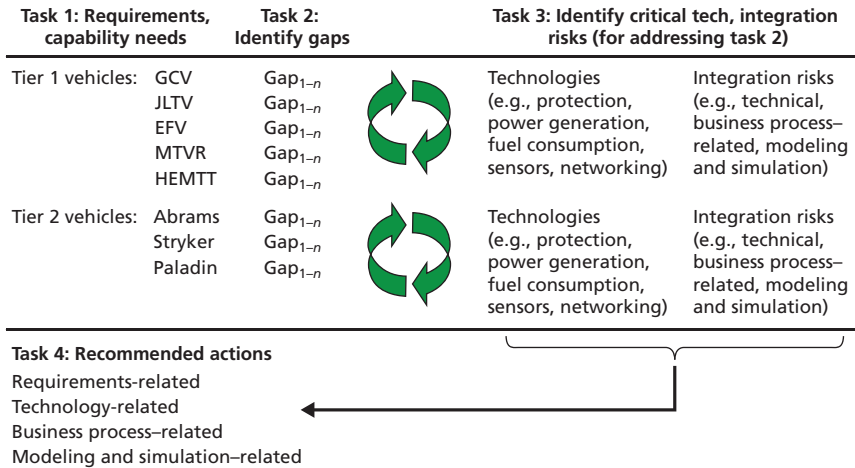 Task 1: Requirements,
capability needs
Task 2:
Identify gaps
Task 3: Identify critical tech, integration
risks (for addressing task 2)
Tier 1 vehicles: GCV Gap1–n
JLTV Gap1–n
EFV Gap1–n
MTVR Gap1–n
HEMTT Gap1–n
Technologies
(e.g., protection,
power generation,
fuel consumption,
sensors, networking)
Integration risks
(e.g., technical,
business process–
related, modeling
and simulation)
Tier 2 vehicles: Abrams Gap1–n
Stryker Gap1–n
Paladin Gap1–n
Technologies
(e.g., protection,
power generation,
fuel consumption,
sensors, networking)
Integration risks
(e.g., technical,
business process–
related, modeling
and simulation)
Task 4: Recommended actions
Requirements-related
Technology-related
Business process–related
Modeling and simulation–related